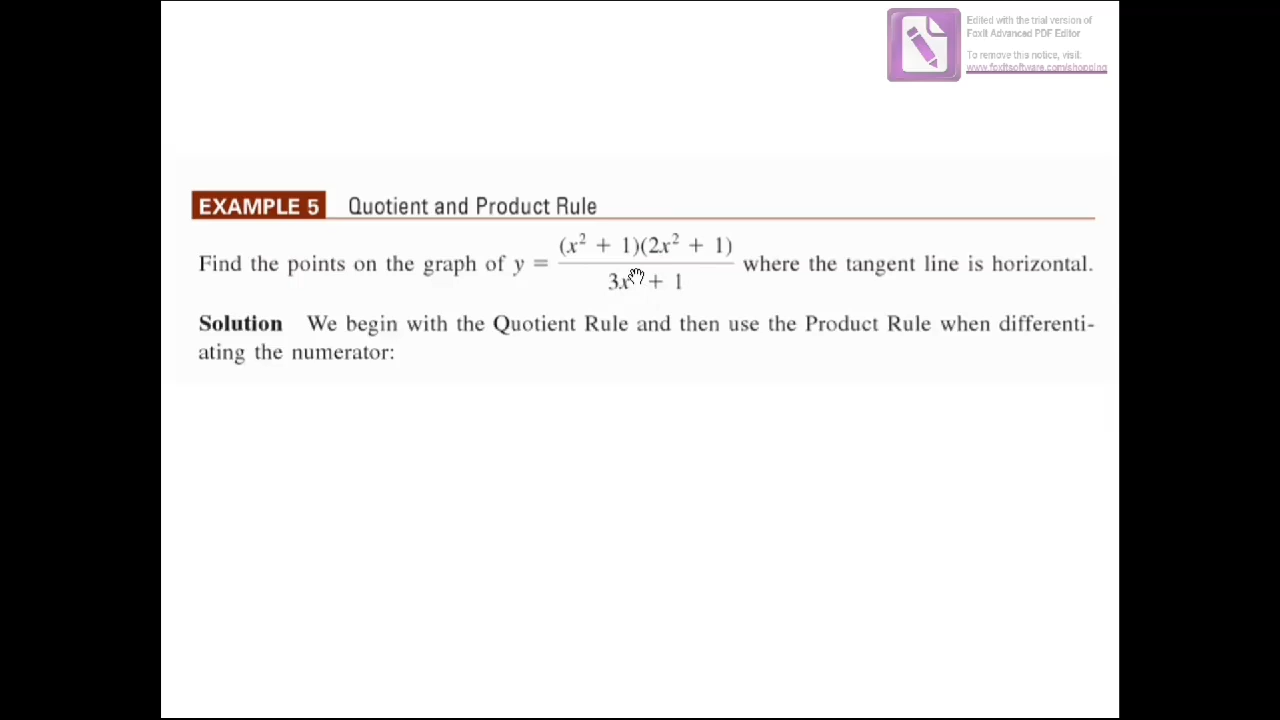 Edited with the trial version of
Foxit Advanced PDF Editor
To remove this notice, visit:
www.foxitsoftware.com/shopping
EXAMPLE 5 Quotient and Product Rule
Find the points on the graph of y = (x² + 1)(2x² + 1) / 3x + 1 where the tangent line is horizontal.
Solution We begin with the Quotient Rule and then use the Product Rule when differenti-
ating the numerator: